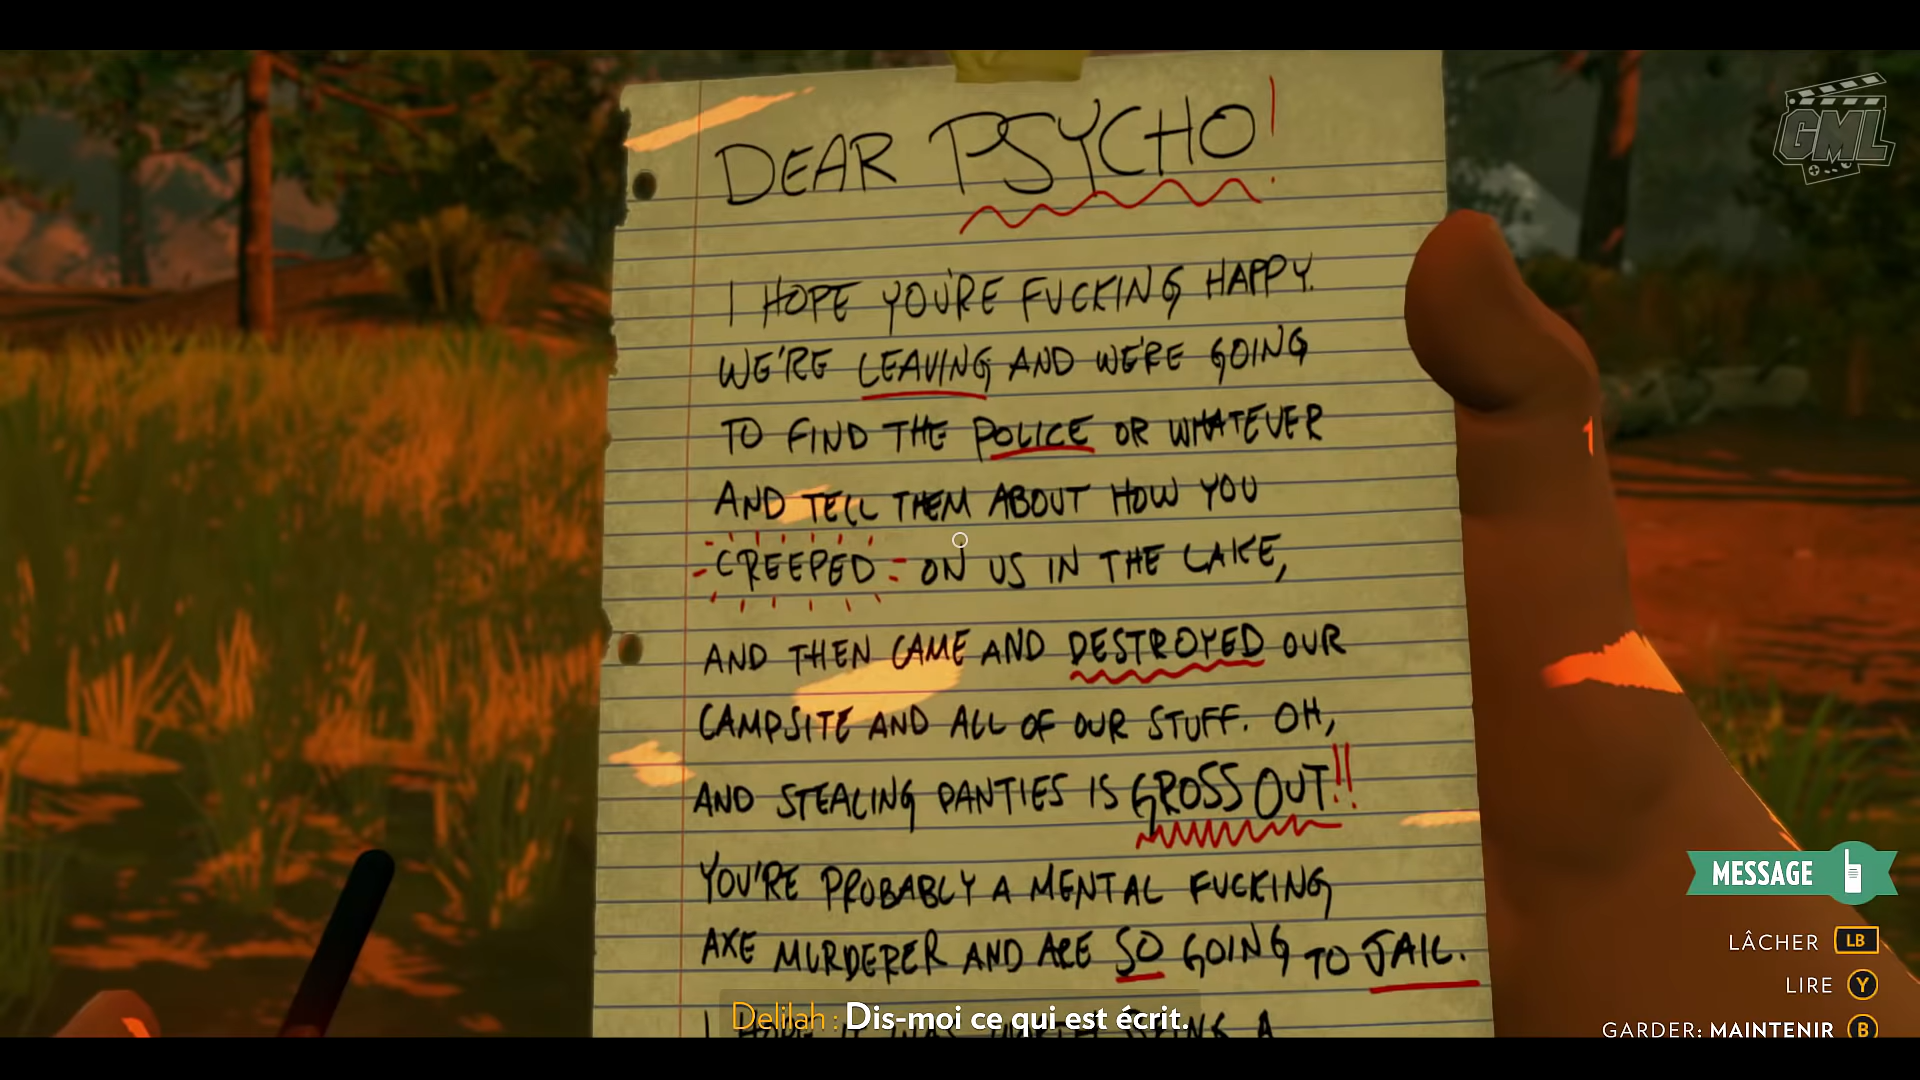 GML
DEAR PSYCHO!
I HOPE YOU'RE FUCKING HAPPY.
WE'RE LEAVING AND WE'RE GOING
TO FIND THE POLICE OR WHATEVER
AND TELL THEM ABOUT HOW YOU
CREEPED ON US IN THE LAKE,
AND THEN CAME AND DESTROYED OUR
CAMPSITE AND ALL OF OUR STUFF. OH,
AND STEALING PANTIES IS GROSS OUT!!
YOU'RE PROBABLY A MENTAL FUCKING
AXE MURDERER AND ARE SO GOING TO JAIL.
Delilah : Dis-moi ce qui est écrit.
MESSAGE
LÂCHER LB
LIRE Y
GARDER: MAINTENIR B